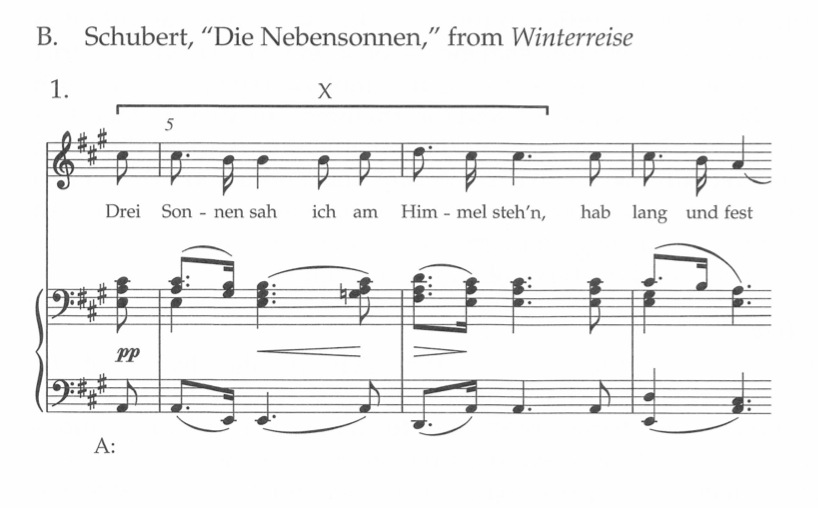 B. Schubert, “Die Nebensonnen,” from Winterreise
1.
X
5
Drei Son - nen sah ich am Him - mel steh’n, hab lang und fest
pp
A: